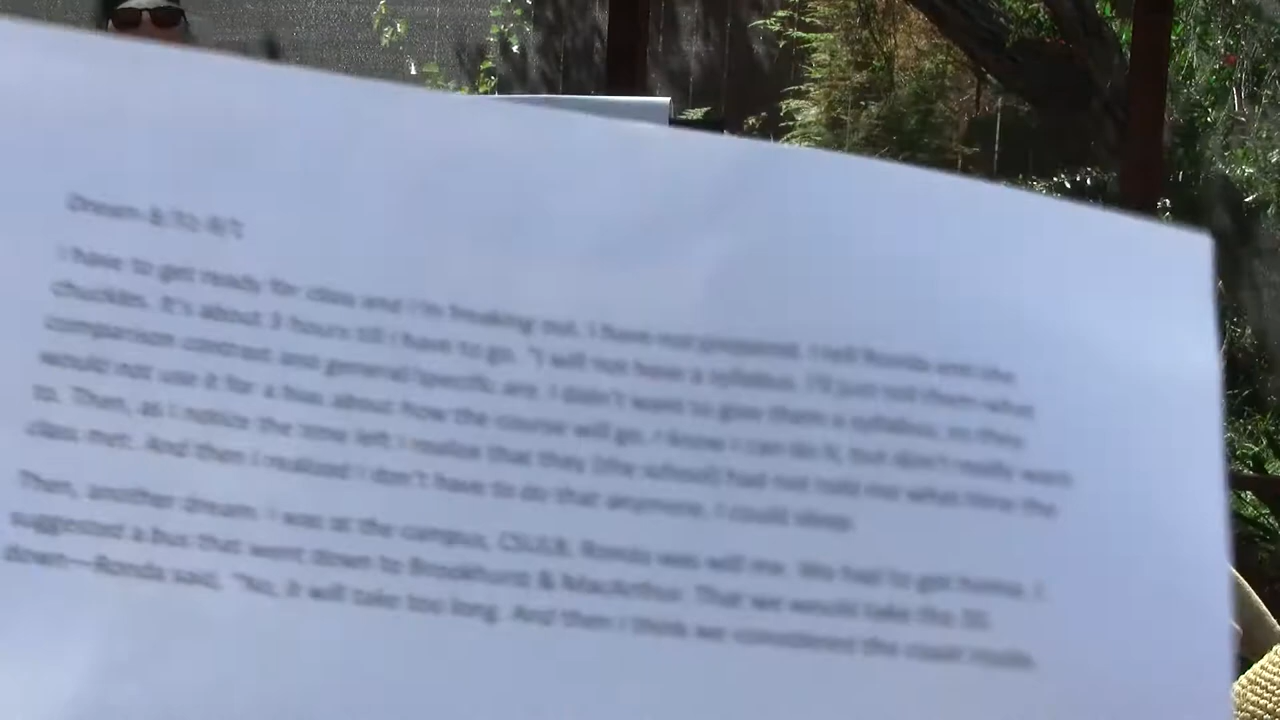 I have to get ready for class and I'm freaking out. I have not prepared. I tell Ronda and she
chuckles. It's about 3 hours till I have to go. "I will not have a syllabus. I'll just tell them what
comparison contrast and general/specific are. I don't want to give them a syllabus, so they
would not use it for a bias about how the course will go. I know I can do it, but don't really want
to. Then, as I notice the time left I realize that they (the school) had not told me what time the
class met. And then I realized I don't have to do that anymore, I could sleep.
Then, another dream. I was at the campus, CSULB. Ronda was will me. We had to get home. I
suggested a bus that went down to Brookhurst & MacArthur. That we would take the 35
down—Ronda said, "No, it will take too long. And then I think we considered the coast route.